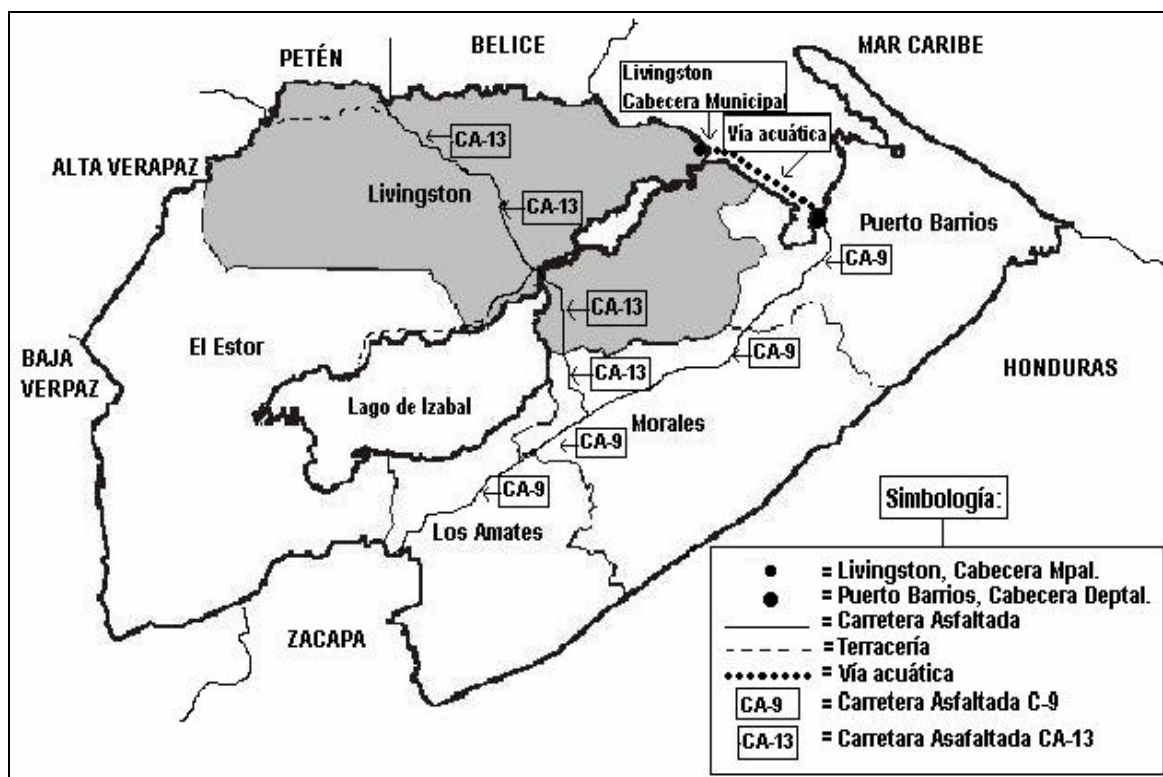 PETÉN
BELICE
MAR CARIBE
Livingston
Cabecera Municipal
Vía acuática
CA-13
ALTA VERAPAZ
Livingston
CA-13
Puerto Barrios
CA-9
CA-13
El Estor
CA-9
BAJA
VERPAZ
HONDURAS
CA-13
Lago de Izabal
Morales
CA-9
CA-9
Los Amates
ZACAPA
Simbología:
= Livingston, Cabecera Mpal.
= Puerto Barrios, Cabecera Deptal.
= Carretera Asfaltada
= Terracería
= Vía acuática
CA-9 = Carretera Asfaltada C-9
CA-13 = Carretara Asafaltada CA-13